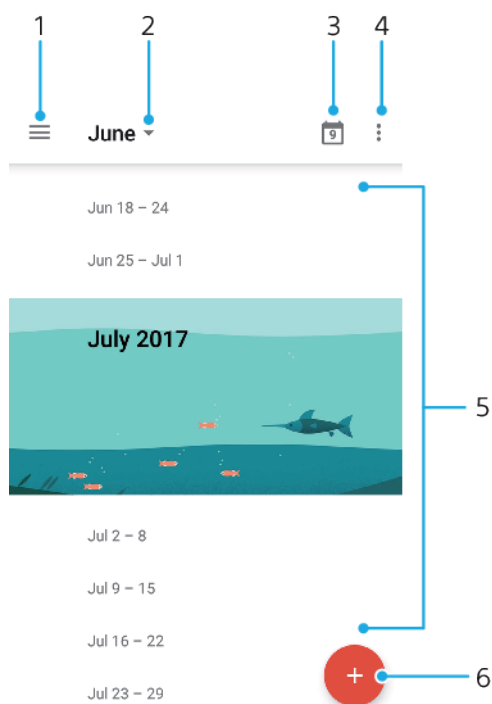 1 2 3 4
June 9
Jun 18 – 24
Jun 25 – Jul 1
July 2017
5
Jul 2 – 8
Jul 9 – 15
Jul 16 – 22
+ 6
Jul 23 – 29